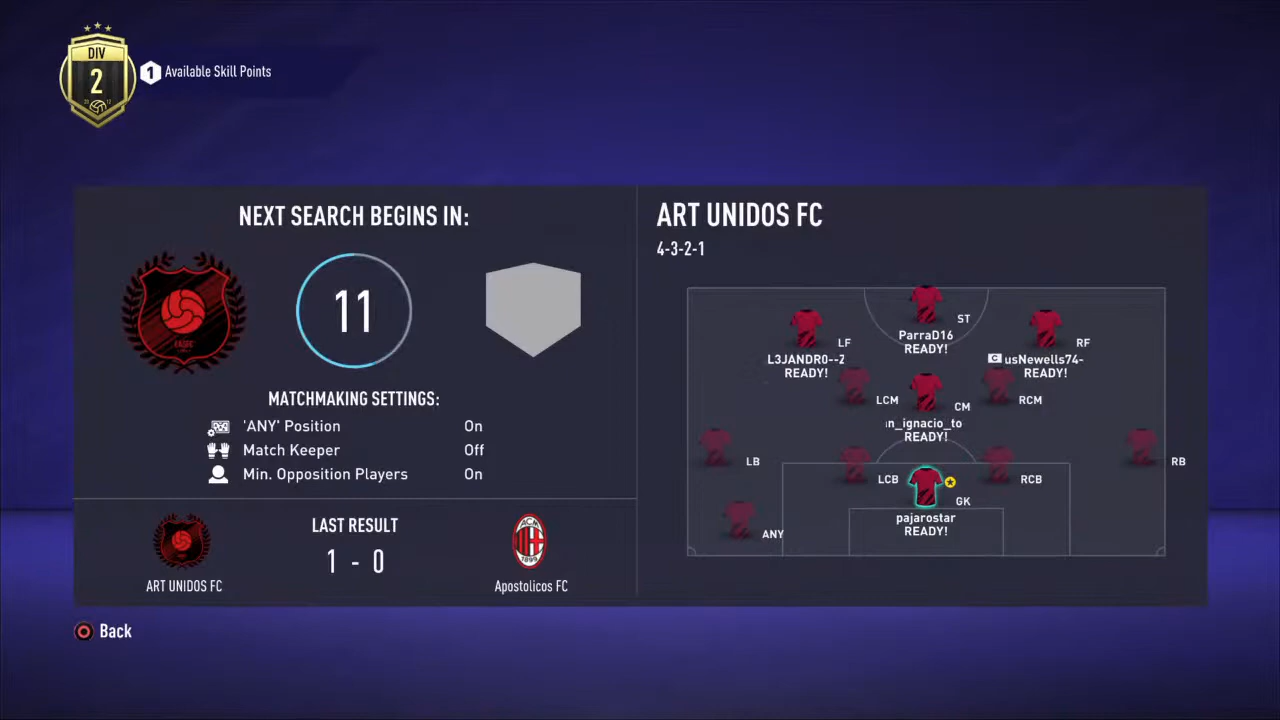 DIV
2
1 Available Skill Points
NEXT SEARCH BEGINS IN:
11
MATCHMAKING SETTINGS:
'ANY' Position On
Match Keeper Off
Min. Opposition Players On
LAST RESULT
1 - 0
ART UNIDOS FC
Apostolicos FC
ACM
1899
ART UNIDOS FC
4-3-2-1
ST
ParraD16
READY!
LF
L3JANDR0--2
READY!
RF
C usNewells74-
READY!
LCM
CM
RCM
in_ignacio_to
READY!
LB
RB
LCB
RCB
GK
pajarostar
READY!
ANY
Back